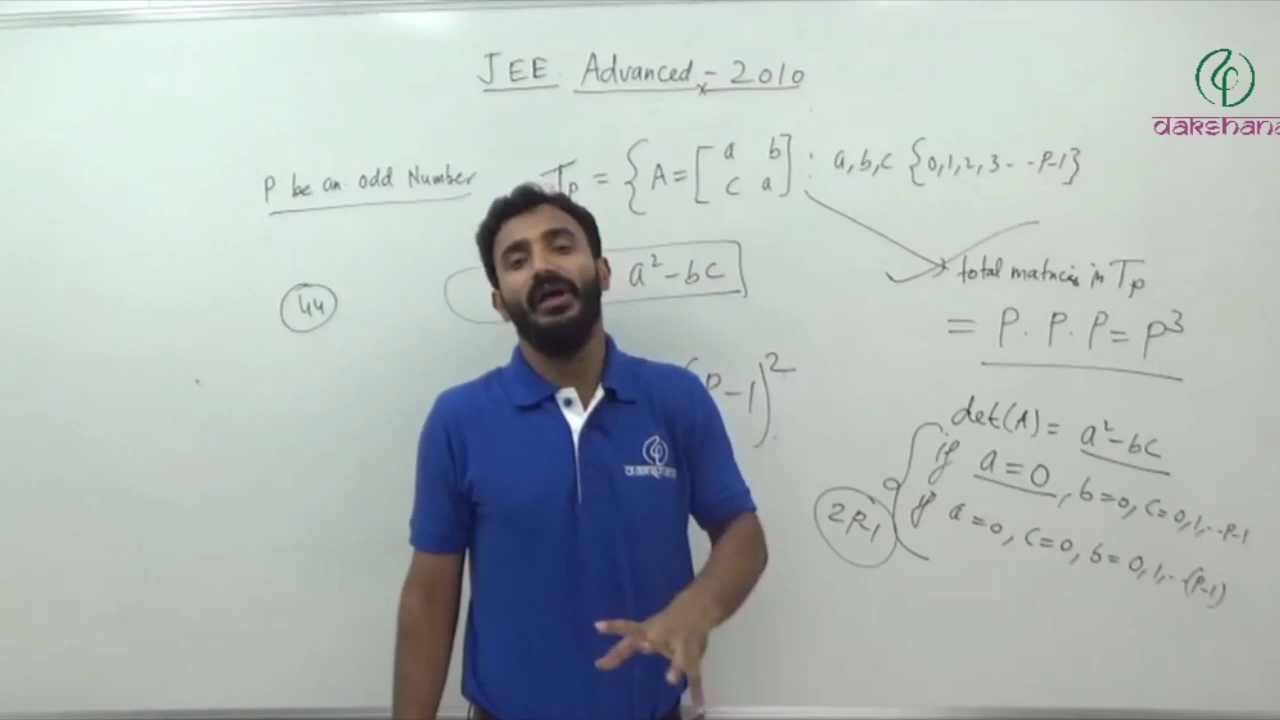 JEE Advanced - 2010
dakshana
P be an odd Number Tp = { A = [ a b
c a ] : a, b, c {0, 1, 2, 3 - - P-1}
a² - bc
44
total matrices in Tp
= P . P . P = P³
P-1)²
det(A) = a² - bc
if a = 0, b = 0, c = 0, 1, - - P-1
if a = 0, c = 0, b = 0, 1, - - (P-1)
2P-1
dakshana